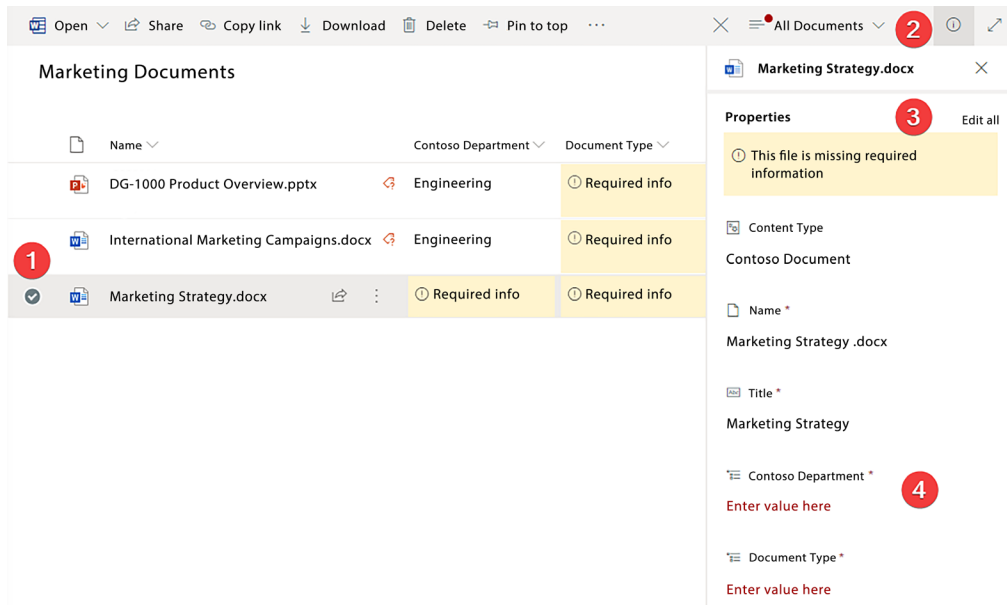 Open Share Copy link Download Delete Pin to top ... All Documents 2
Marketing Documents
Name Contoso Department Document Type
DG-1000 Product Overview.pptx Engineering Required info
International Marketing Campaigns.docx Engineering Required info
1
Marketing Strategy.docx Required info Required info
Marketing Strategy.docx
Properties 3 Edit all
This file is missing required
information
Content Type
Contoso Document
Name *
Marketing Strategy .docx
Abc Title *
Marketing Strategy
Contoso Department *
4
Enter value here
Document Type *
Enter value here